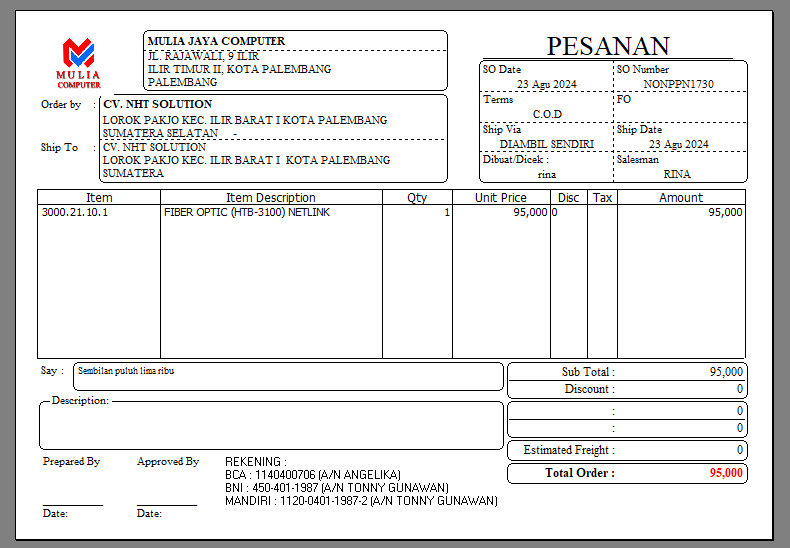 MULIA
COMPUTER
MULIA JAYA COMPUTER
JL. RAJAWALI, 9 ILIR
ILIR TIMUR II, KOTA PALEMBANG
PALEMBANG
PESANAN
SO Date
23 Agu 2024
SO Number
NONPPN1730
Terms
C.O.D
FO
Ship Via
DIAMBIL SENDIRI
Ship Date
23 Agu 2024
Dibuat/Dicek :
rina
Salesman
RINA
Order by : CV. NHT SOLUTION
LOROK PAKJO KEC. ILIR BARAT I KOTA PALEMBANG
SUMATERA SELATAN -
Ship To : CV. NHT SOLUTION
LOROK PAKJO KEC. ILIR BARAT I KOTA PALEMBANG
SUMATERA
Item Item Description Qty Unit Price Disc Tax Amount
3000.21.10.1 FIBER OPTIC (HTB-3100) NETLINK 1 95,000 0 95,000
Say : Sembilan puluh lima ribu
Sub Total : 95,000
Discount : 0
: 0
: 0
Estimated Freight : 0
Total Order : 95,000
Description:
Prepared By
Date:
Approved By
Date:
REKENING :
BCA : 1140400706 (A/N ANGELIKA)
BNI : 450-401-1987 (A/N TONNY GUNAWAN)
MANDIRI : 1120-0401-1987-2 (A/N TONNY GUNAWAN)